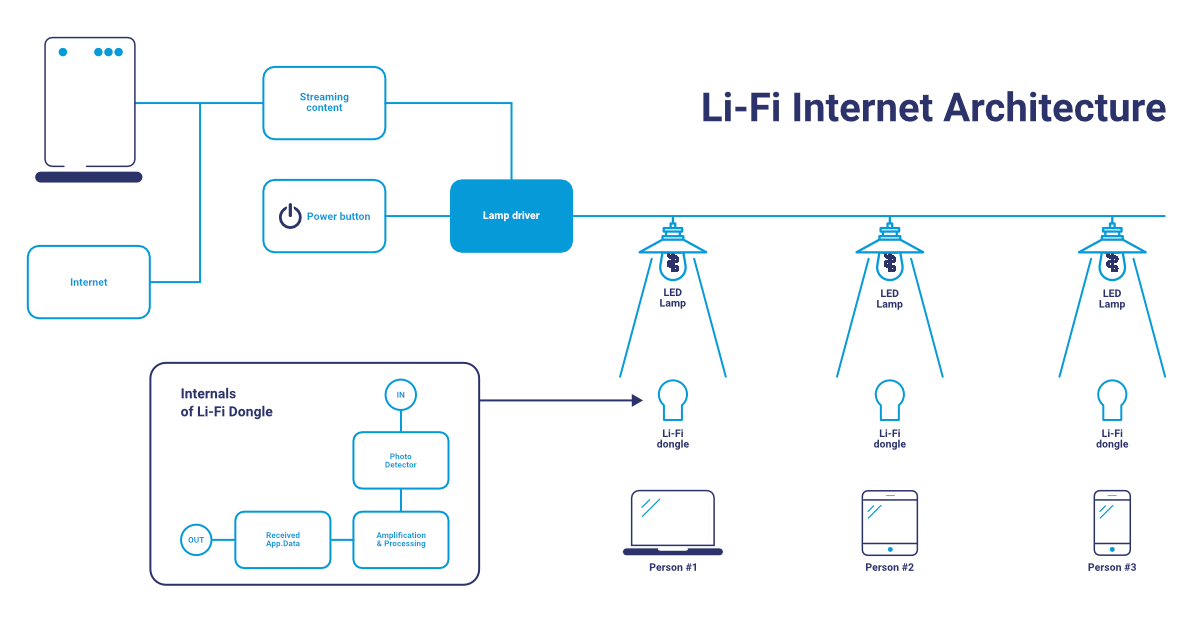 Li-Fi Internet Architecture
Streaming
content
Power button
Lamp driver
Internet
LED
Lamp
LED
Lamp
LED
Lamp
Internals
of Li-Fi Dongle
IN
Photo
Detector
Amplification
& Processing
Received
App.Data
OUT
Li-Fi
dongle
Li-Fi
dongle
Li-Fi
dongle
Person #1
Person #2
Person #3